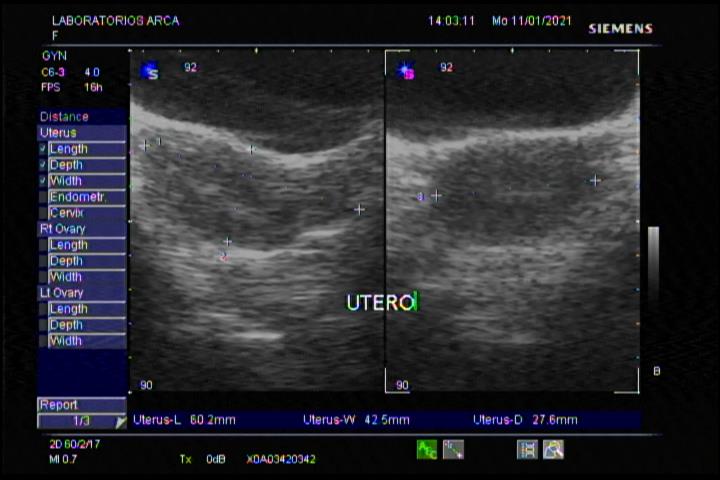 LABORATORIOS ARCA
F
14:03:11 Mo 11/01/2021
SIEMENS
GYN
C6-3 4.0
FPS 16h
Distance
Uterus
Length
Depth
Width
Endometr.
Cervix
Rt Ovary
Length
Depth
Width
Lt Ovary
Length
Depth
Width
Report
1/3
S 92
S 92
1
UTERO
90
90
B
Uterus-L 60.2mm Uterus-W 42.5mm Uterus-D 27.6mm
2D 60/2/17
MI 0.7 Tx 0dB X0A03420342